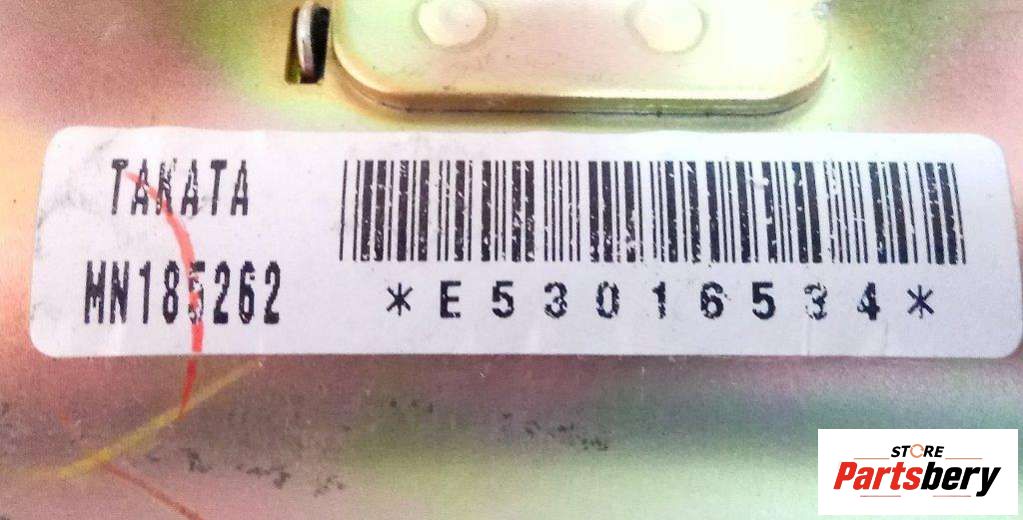 TAKATA
MN185262
*E53016534*
STORE
Partsbery